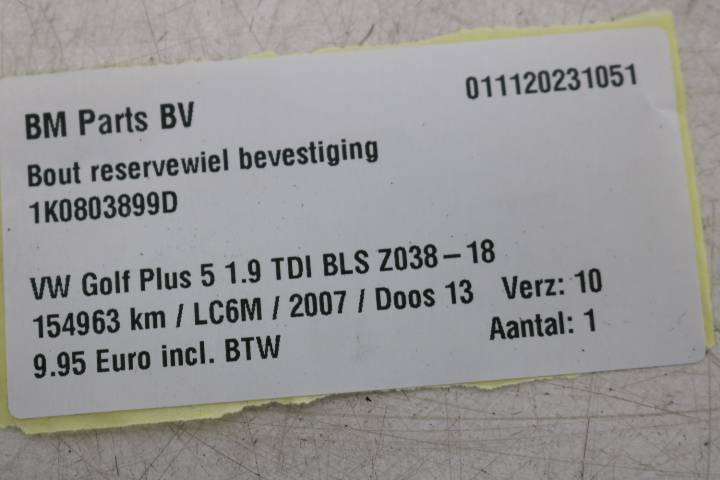 BM Parts BV 011120231051
Bout reservewiel bevestiging
1K0803899D
VW Golf Plus 5 1.9 TDI BLS Z038-18
154963 km / LC6M / 2007 / Doos 13 Verz: 10
9.95 Euro incl. BTW Aantal: 1